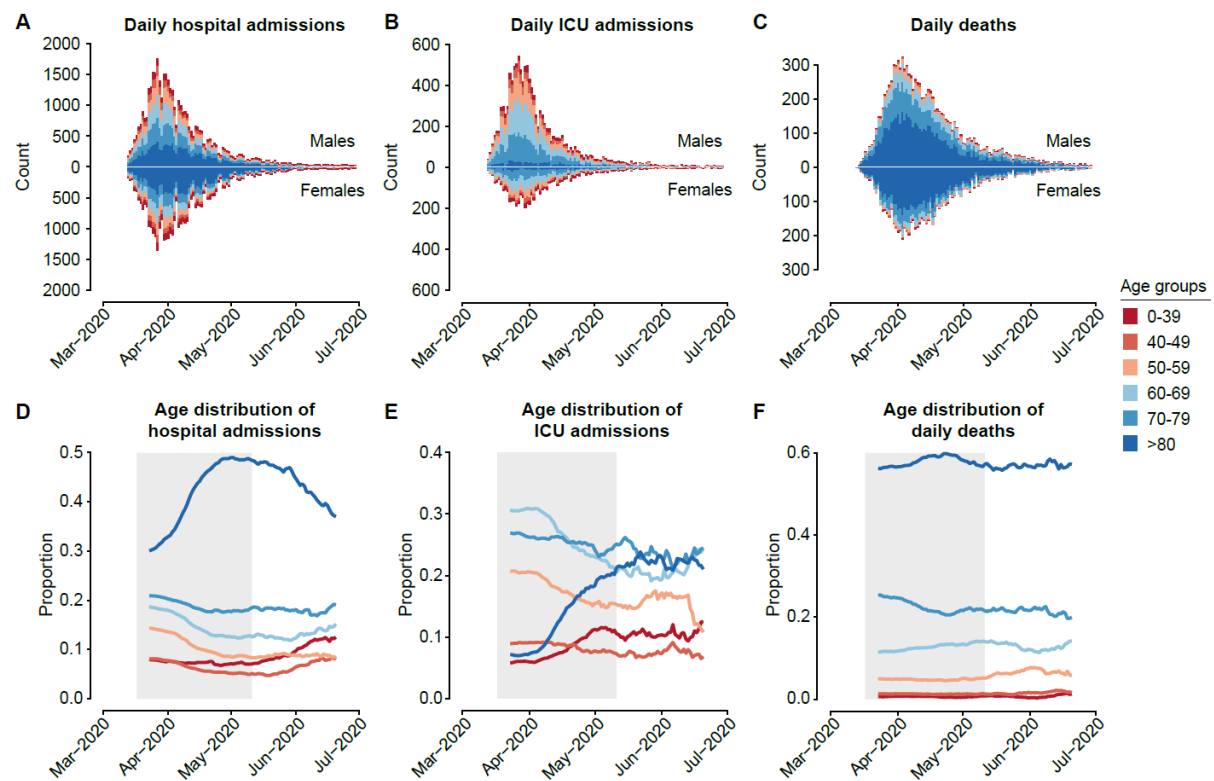 A
Daily hospital admissions
2000
1500
1000
500
0
500
1000
1500
2000
Count
Males
Females
Mar−2020
Apr−2020
May−2020
Jun−2020
Jul−2020
B
Daily ICU admissions
600
400
200
0
200
400
600
Count
Males
Females
Mar−2020
Apr−2020
May−2020
Jun−2020
Jul−2020
C
Daily deaths
300
200
100
0
100
200
300
Count
Males
Females
Mar−2020
Apr−2020
May−2020
Jun−2020
Jul−2020
Age groups
0-39
40-49
50-59
60-69
70-79
>80
D
Age distribution of
hospital admissions
0.5
0.4
0.3
0.2
0.1
0.0
Proportion
Mar−2020
Apr−2020
May−2020
Jun−2020
Jul−2020
E
Age distribution of
ICU admissions
0.4
0.3
0.2
0.1
0.0
Proportion
Mar−2020
Apr−2020
May−2020
Jun−2020
Jul−2020
F
Age distribution of
daily deaths
0.6
0.4
0.2
0.0
Proportion
Mar−2020
Apr−2020
May−2020
Jun−2020
Jul−2020